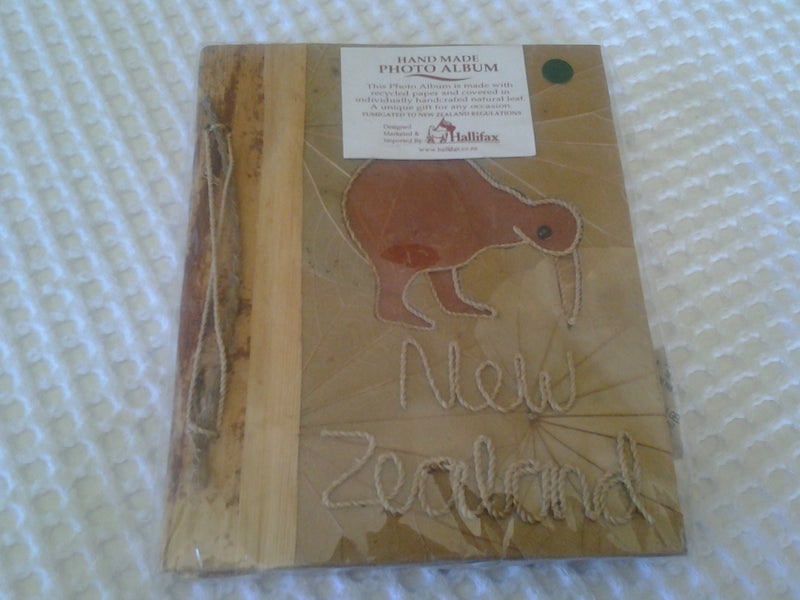 HAND MADE
PHOTO ALBUM
This Photo Album is made with
recycled paper and covered in
individually handcrafted natural leaf.
A unique gift for any occasion.
FUMIGATED TO NEW ZEALAND REGULATIONS
Designed
Marketed &
Imported By
Hallifax
www.hallifax.co.nz
New
Zealand